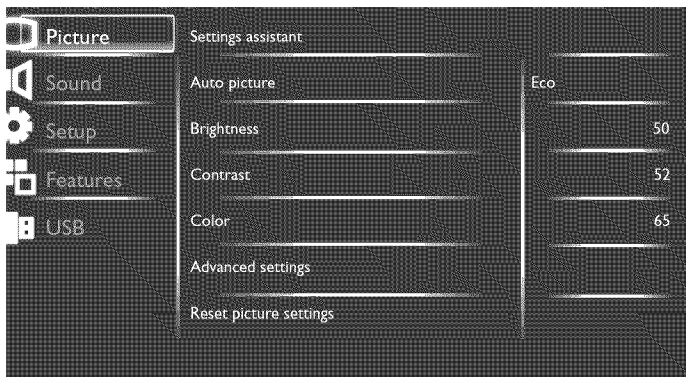 Picture
Sound
Setup
Features
USB
Settings assistant
Auto picture
Eco
Brightness
50
Contrast
52
Color
65
Advanced settings
Reset picture settings